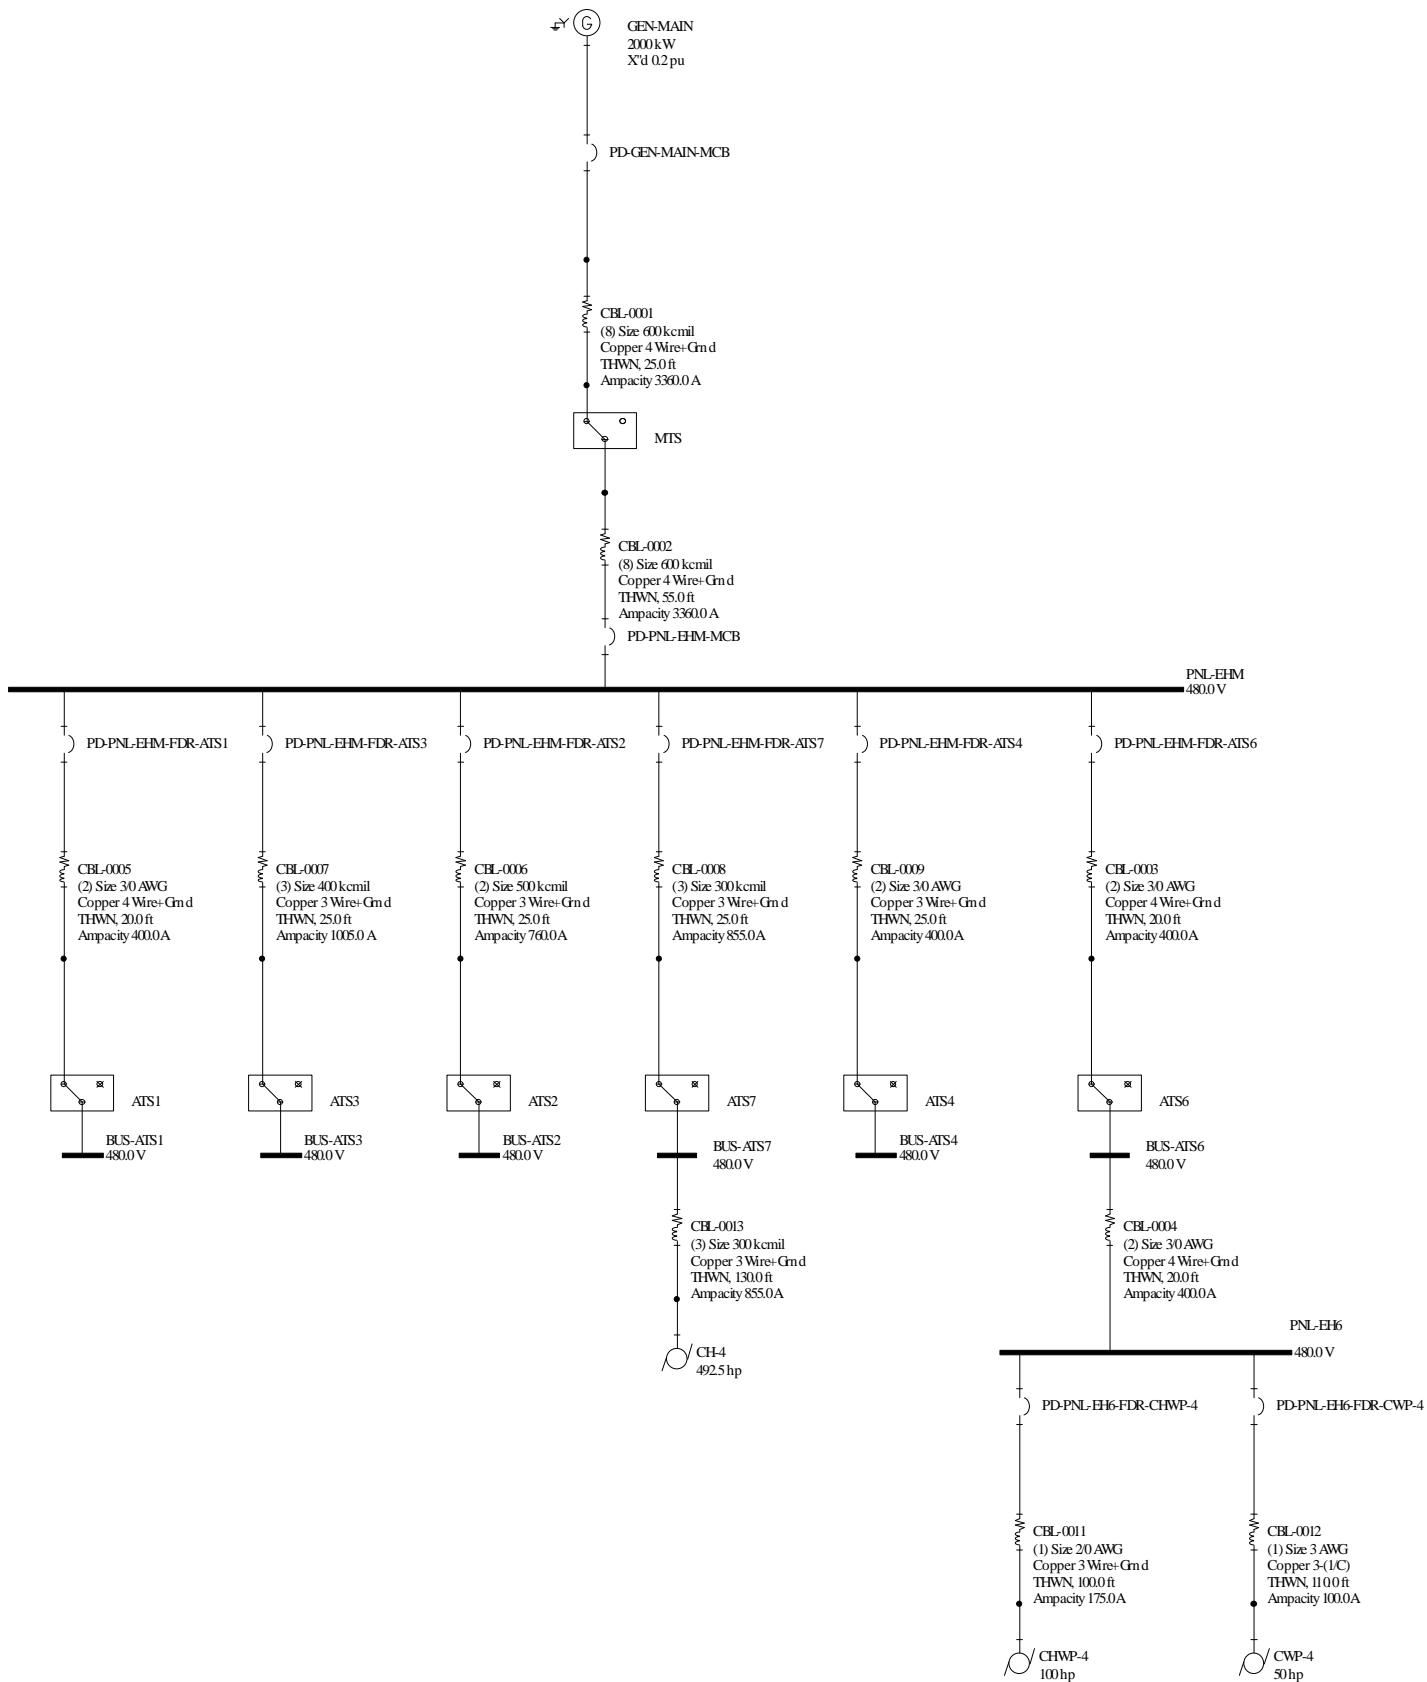 G
GEN-MAIN
2000 kW
X"d 0.2 pu
PD-GEN-MAIN-MCB
CBL-0001
(8) Size 600 kcmil
Copper 4 Wire+Grnd
THWN, 25.0 ft
Ampacity 3360.0 A
MTS
CBL-0002
(8) Size 600 kcmil
Copper 4 Wire+Grnd
THWN, 55.0 ft
Ampacity 3360.0 A
PD-PNL-EHM-MCB
PNL-EHM
480.0 V
PD-PNL-EHM-FDR-ATS1
PD-PNL-EHM-FDR-ATS3
PD-PNL-EHM-FDR-ATS2
PD-PNL-EHM-FDR-ATS7
PD-PNL-EHM-FDR-ATS4
PD-PNL-EHM-FDR-ATS6
CBL-0005
(2) Size 3/0 AWG
Copper 4 Wire+Grnd
THWN, 20.0 ft
Ampacity 400.0 A
CBL-0007
(3) Size 400 kcmil
Copper 3 Wire+Grnd
THWN, 25.0 ft
Ampacity 1005.0 A
CBL-0006
(2) Size 500 kcmil
Copper 3 Wire+Grnd
THWN, 25.0 ft
Ampacity 760.0 A
CBL-0008
(3) Size 300 kcmil
Copper 3 Wire+Grnd
THWN, 25.0 ft
Ampacity 855.0 A
CBL-0009
(2) Size 3/0 AWG
Copper 3 Wire+Grnd
THWN, 25.0 ft
Ampacity 400.0 A
CBL-0003
(2) Size 3/0 AWG
Copper 4 Wire+Grnd
THWN, 20.0 ft
Ampacity 400.0 A
ATS1
ATS3
ATS2
ATS7
ATS4
ATS6
BUS-ATS1
480.0 V
BUS-ATS3
480.0 V
BUS-ATS2
480.0 V
BUS-ATS7
480.0 V
BUS-ATS4
480.0 V
BUS-ATS6
480.0 V
CBL-0013
(3) Size 300 kcmil
Copper 3 Wire+Grnd
THWN, 130.0 ft
Ampacity 855.0 A
CH-4
492.5 hp
CBL-0004
(2) Size 3/0 AWG
Copper 4 Wire+Grnd
THWN, 20.0 ft
Ampacity 400.0 A
PNL-EH6
480.0 V
PD-PNL-EH6-FDR-CHWP-4
PD-PNL-EH6-FDR-CWP-4
CBL-0011
(1) Size 2/0 AWG
Copper 3 Wire+Grnd
THWN, 100.0 ft
Ampacity 175.0 A
CBL-0012
(1) Size 3 AWG
Copper 3-(1/C)
THWN, 110.0 ft
Ampacity 100.0 A
CHWP-4
100 hp
CWP-4
50 hp